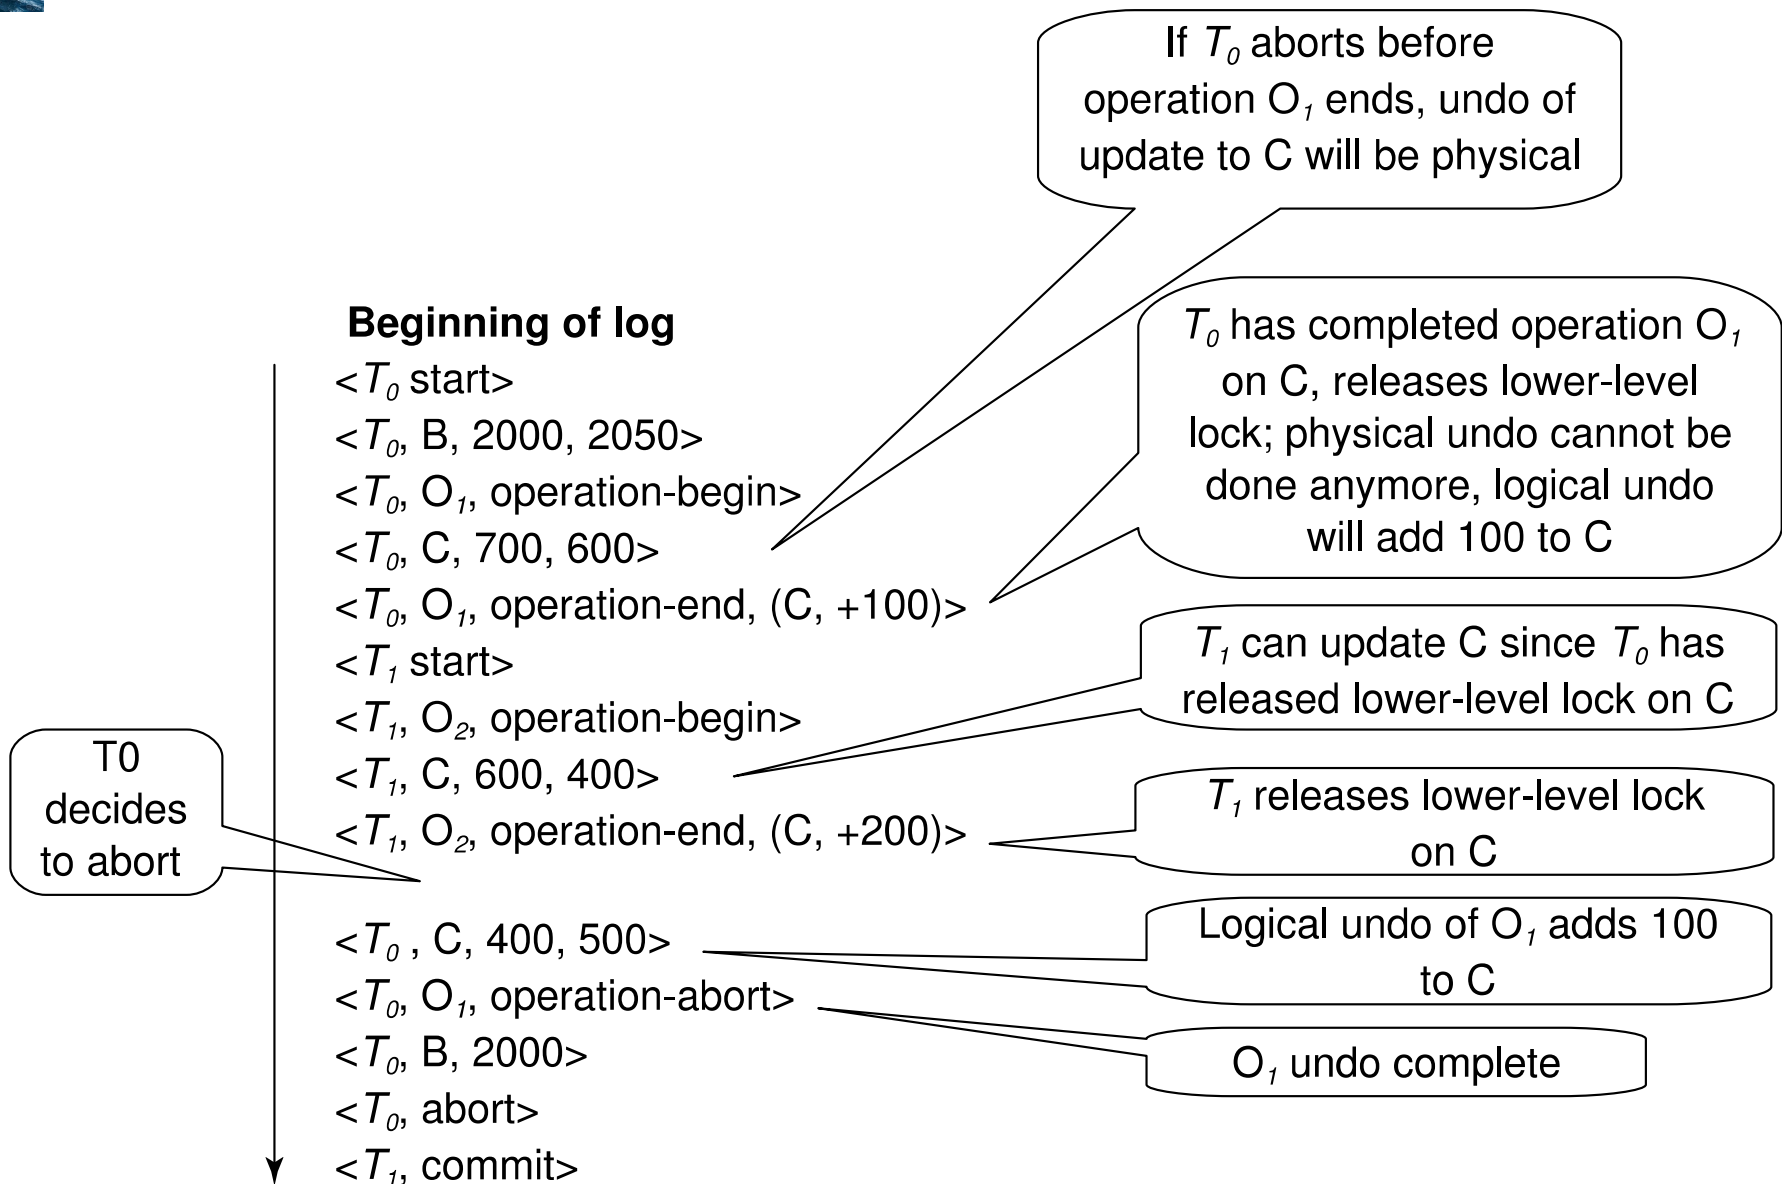 If T0 aborts before
operation O1 ends, undo of
update to C will be physical
Beginning of log
<T0 start>
<T0, B, 2000, 2050>
<T0, O1, operation-begin>
<T0, C, 700, 600>
<T0, O1, operation-end, (C, +100)>
<T1 start>
<T1, O2, operation-begin>
<T1, C, 600, 400>
<T1, O2, operation-end, (C, +200)>
<T0 , C, 400, 500>
<T0, O1, operation-abort>
<T0, B, 2000>
<T0, abort>
<T1, commit>
T0 has completed operation O1
on C, releases lower-level
lock; physical undo cannot be
done anymore, logical undo
will add 100 to C
T1 can update C since T0 has
released lower-level lock on C
T0
decides
to abort
T1 releases lower-level lock
on C
Logical undo of O1 adds 100
to C
O1 undo complete